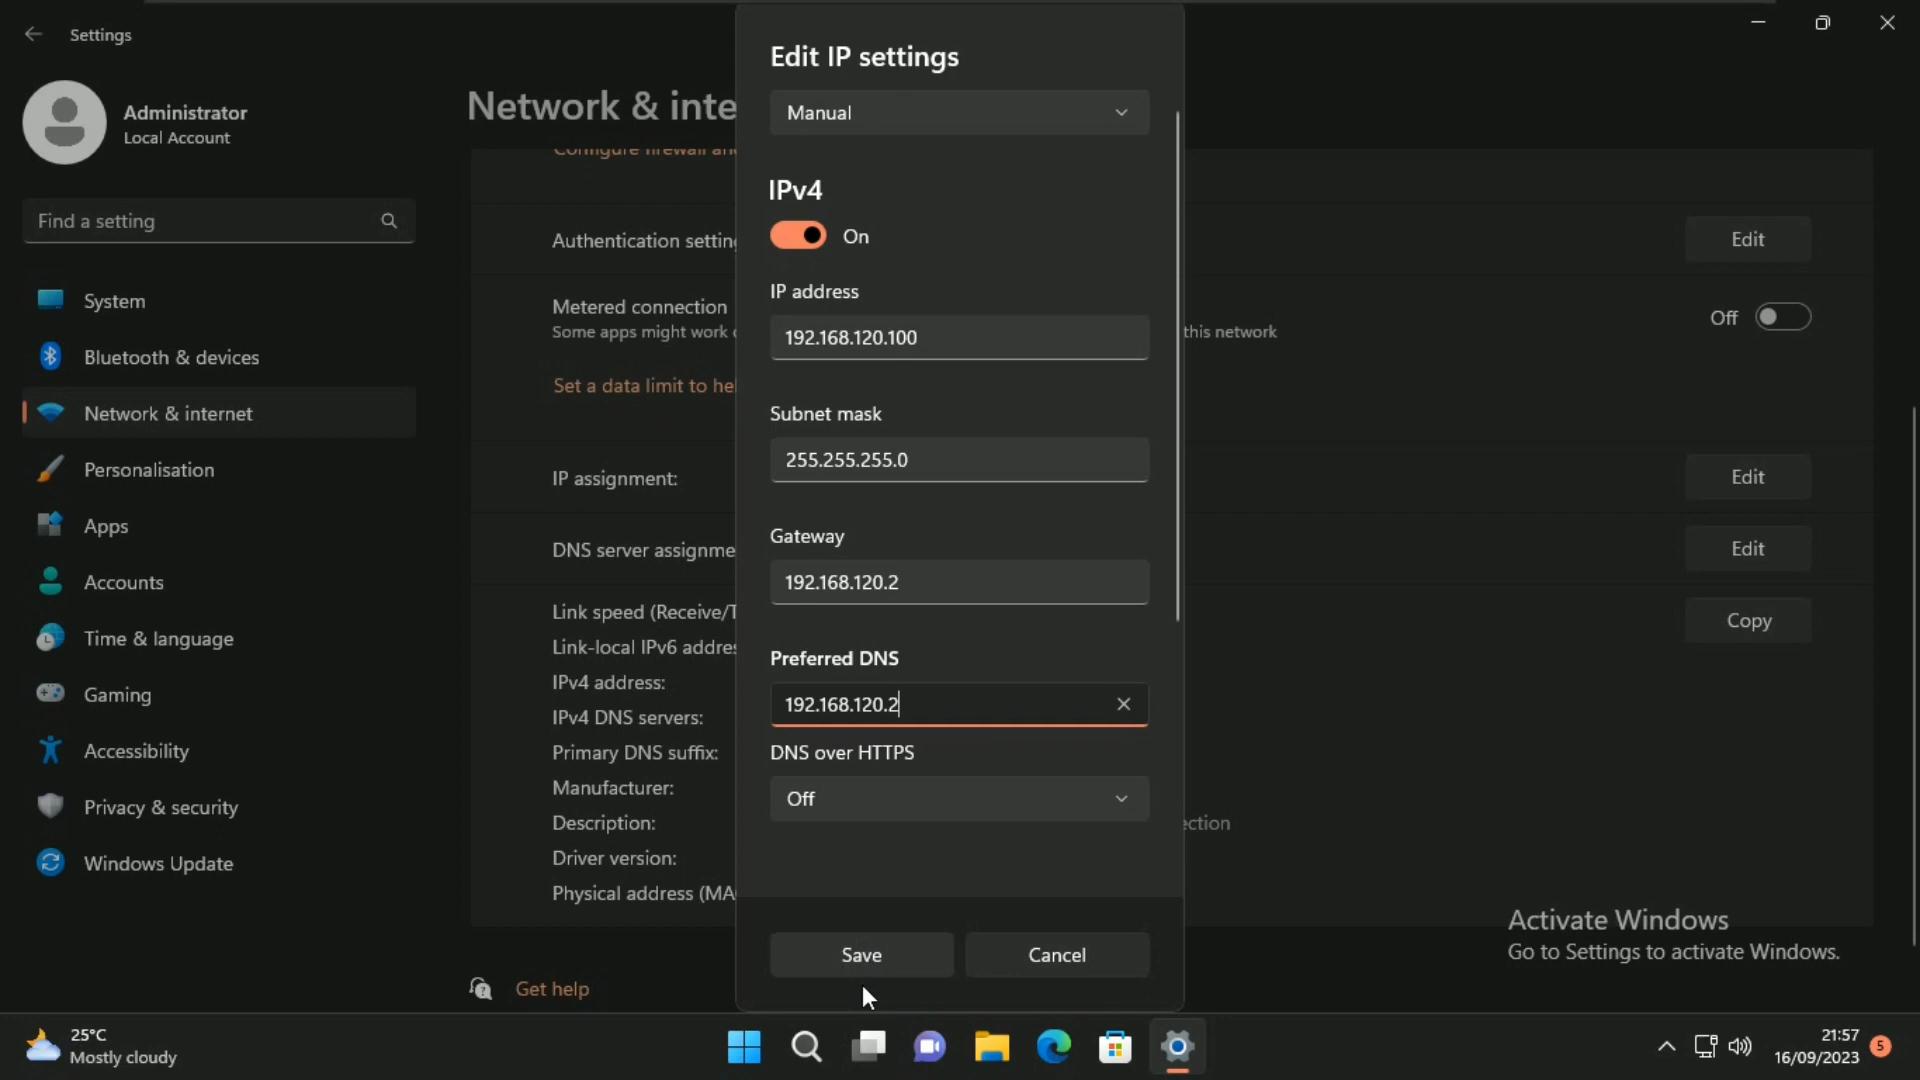 Settings
Administrator
Local Account
Find a setting
System
Bluetooth & devices
Network & internet
Personalisation
Apps
Accounts
Time & language
Gaming
Accessibility
Privacy & security
Windows Update
Network & inte
Authentication settin
Edit
Metered connection
Some apps might work
this network
Off
Set a data limit to he
IP assignment:
Edit
DNS server assignme
Edit
Link speed (Receive/T
Copy
Link-local IPv6 addre
IPv4 address:
IPv4 DNS servers:
Primary DNS suffix:
Manufacturer:
Description:
ection
Driver version:
Physical address (MA
Get help
Edit IP settings
Manual
IPv4
On
IP address
192.168.120.100
Subnet mask
255.255.255.0
Gateway
192.168.120.2
Preferred DNS
192.168.120.2
DNS over HTTPS
Off
Save
Cancel
Activate Windows
Go to Settings to activate Windows.
25°C
Mostly cloudy
21:57
16/09/2023
5